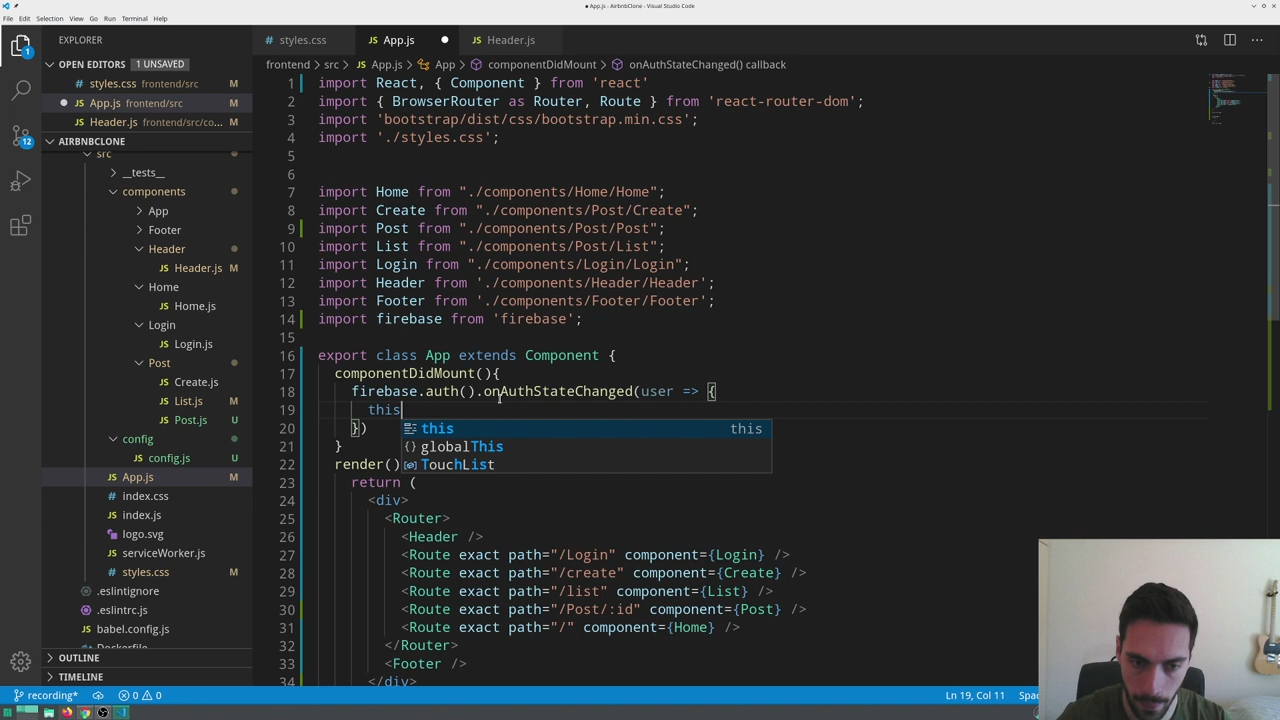 ● App.js - AirbnbClone - Visual Studio Code
File Edit Selection View Go Run Terminal Help
EXPLORER
styles.css App.js ● Header.js
OPEN EDITORS 1 UNSAVED
frontend > src > App.js > App > componentDidMount > onAuthStateChanged() callback
styles.css frontend/src M
● App.js frontend/src M
Header.js frontend/src/co... M
AIRBNBCLONE
src
__tests__
components
App
Footer
Header
Header.js M
Home
Home.js
Login
Login.js
Post
Create.js
List.js M
Post.js U
config
config.js U
App.js M
index.css
index.js
logo.svg
serviceWorker.js
styles.css M
.eslintignore
.eslintrc.js
babel.config.js
Dockerfile
OUTLINE
TIMELINE
1 import React, { Component } from 'react'
2 import { BrowserRouter as Router, Route } from 'react-router-dom';
3 import 'bootstrap/dist/css/bootstrap.min.css';
4 import './styles.css';
5
6
7 import Home from "./components/Home/Home";
8 import Create from "./components/Post/Create";
9 import Post from "./components/Post/Post";
10 import List from "./components/Post/List";
11 import Login from "./components/Login/Login";
12 import Header from './components/Header/Header';
13 import Footer from './components/Footer/Footer';
14 import firebase from 'firebase';
15
16 export class App extends Component {
17 componentDidMount(){
18 firebase.auth().onAuthStateChanged(user => {
19 this
20 })
21 }
22 render()
23 return (
24 <div>
25 <Router>
26 <Header />
27 <Route exact path="/Login" component={Login} />
28 <Route exact path="/create" component={Create} />
29 <Route exact path="/list" component={List} />
30 <Route exact path="/Post/:id" component={Post} />
31 <Route exact path="/" component={Home} />
32 </Router>
33 <Footer />
34 </div>
this this
globalThis
TouchList
1
12
recording* 0 0 Ln 19, Col 11